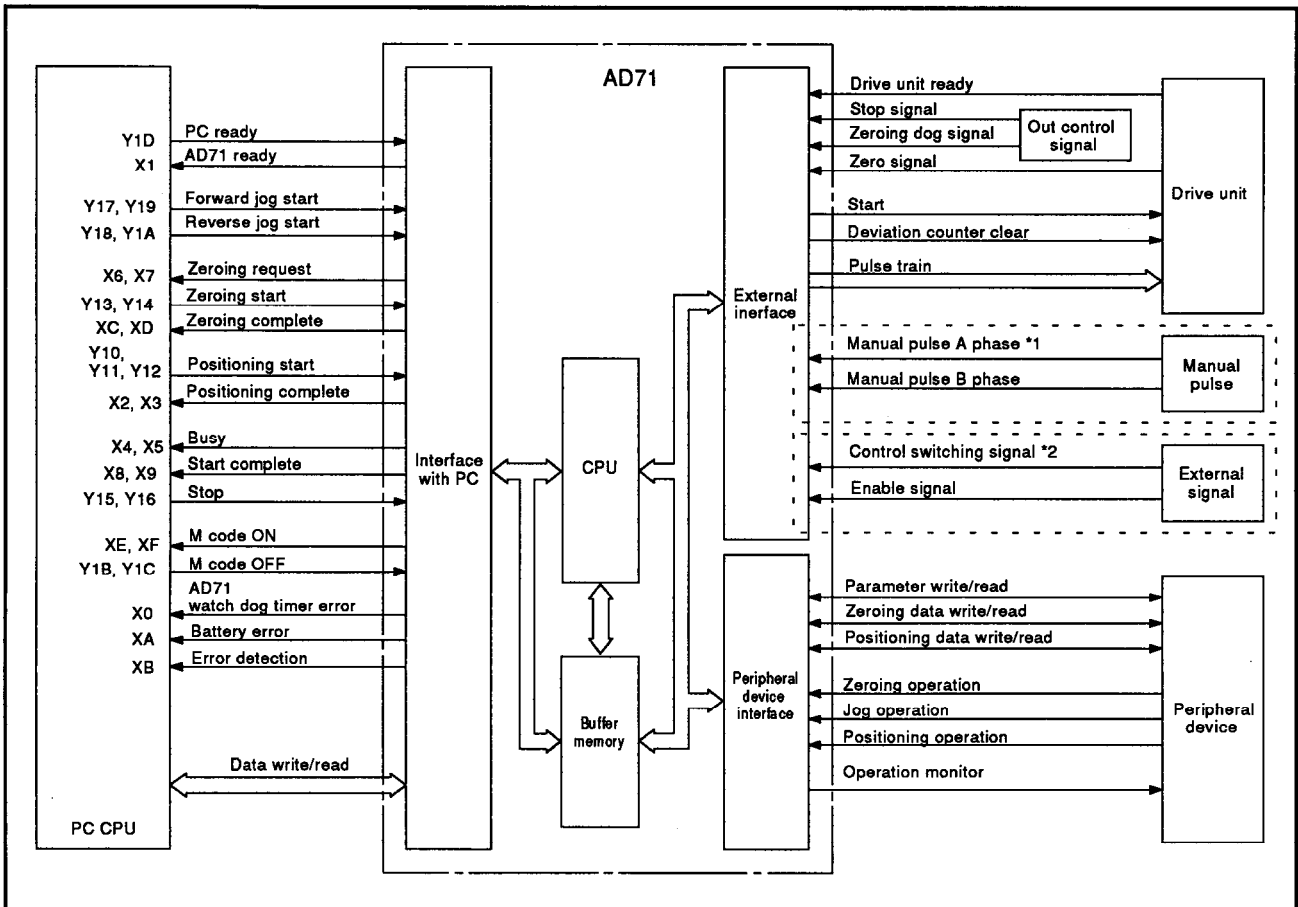 AD71
Y1D PC ready
X1 AD71 ready
Y17, Y19 Forward jog start
Y18, Y1A Reverse jog start
X6, X7 Zeroing request
Y13, Y14 Zeroing start
XC, XD Zeroing complete
Y10,
Y11, Y12 Positioning start
X2, X3 Positioning complete
X4, X5 Busy
X8, X9 Start complete
Y15, Y16 Stop
XE, XF M code ON
Y1B, Y1C M code OFF
AD71
X0 watch dog timer error
XA Battery error
XB Error detection
Data write/read
PC CPU
Interface
with PC
CPU
Buffer
memory
External
inerface
Peripheral
device
interface
Drive unit ready
Stop signal
Zeroing dog signal
Zero signal
Out control
signal
Start
Deviation counter clear
Pulse train
Drive unit
Manual pulse A phase *1
Manual pulse B phase
Manual
pulse
Control switching signal *2
Enable signal
External
signal
Parameter write/read
Zeroing data write/read
Positioning data write/read
Zeroing operation
Jog operation
Positioning operation
Operation monitor
Peripheral
device